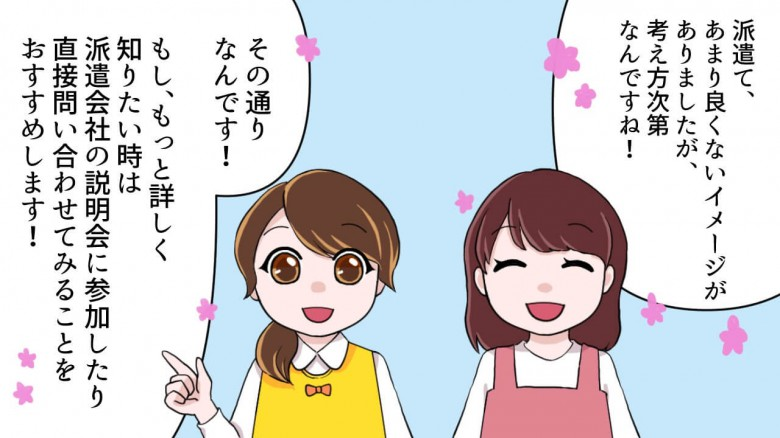 派遣て、
あまり良くないイメージが
ありましたが、
考え方次第
なんですね！
その通り
なんです！
もし、もっと詳しく
知りたい時は
派遣会社の説明会に参加したり
直接問い合わせてみることを
おすすめします！